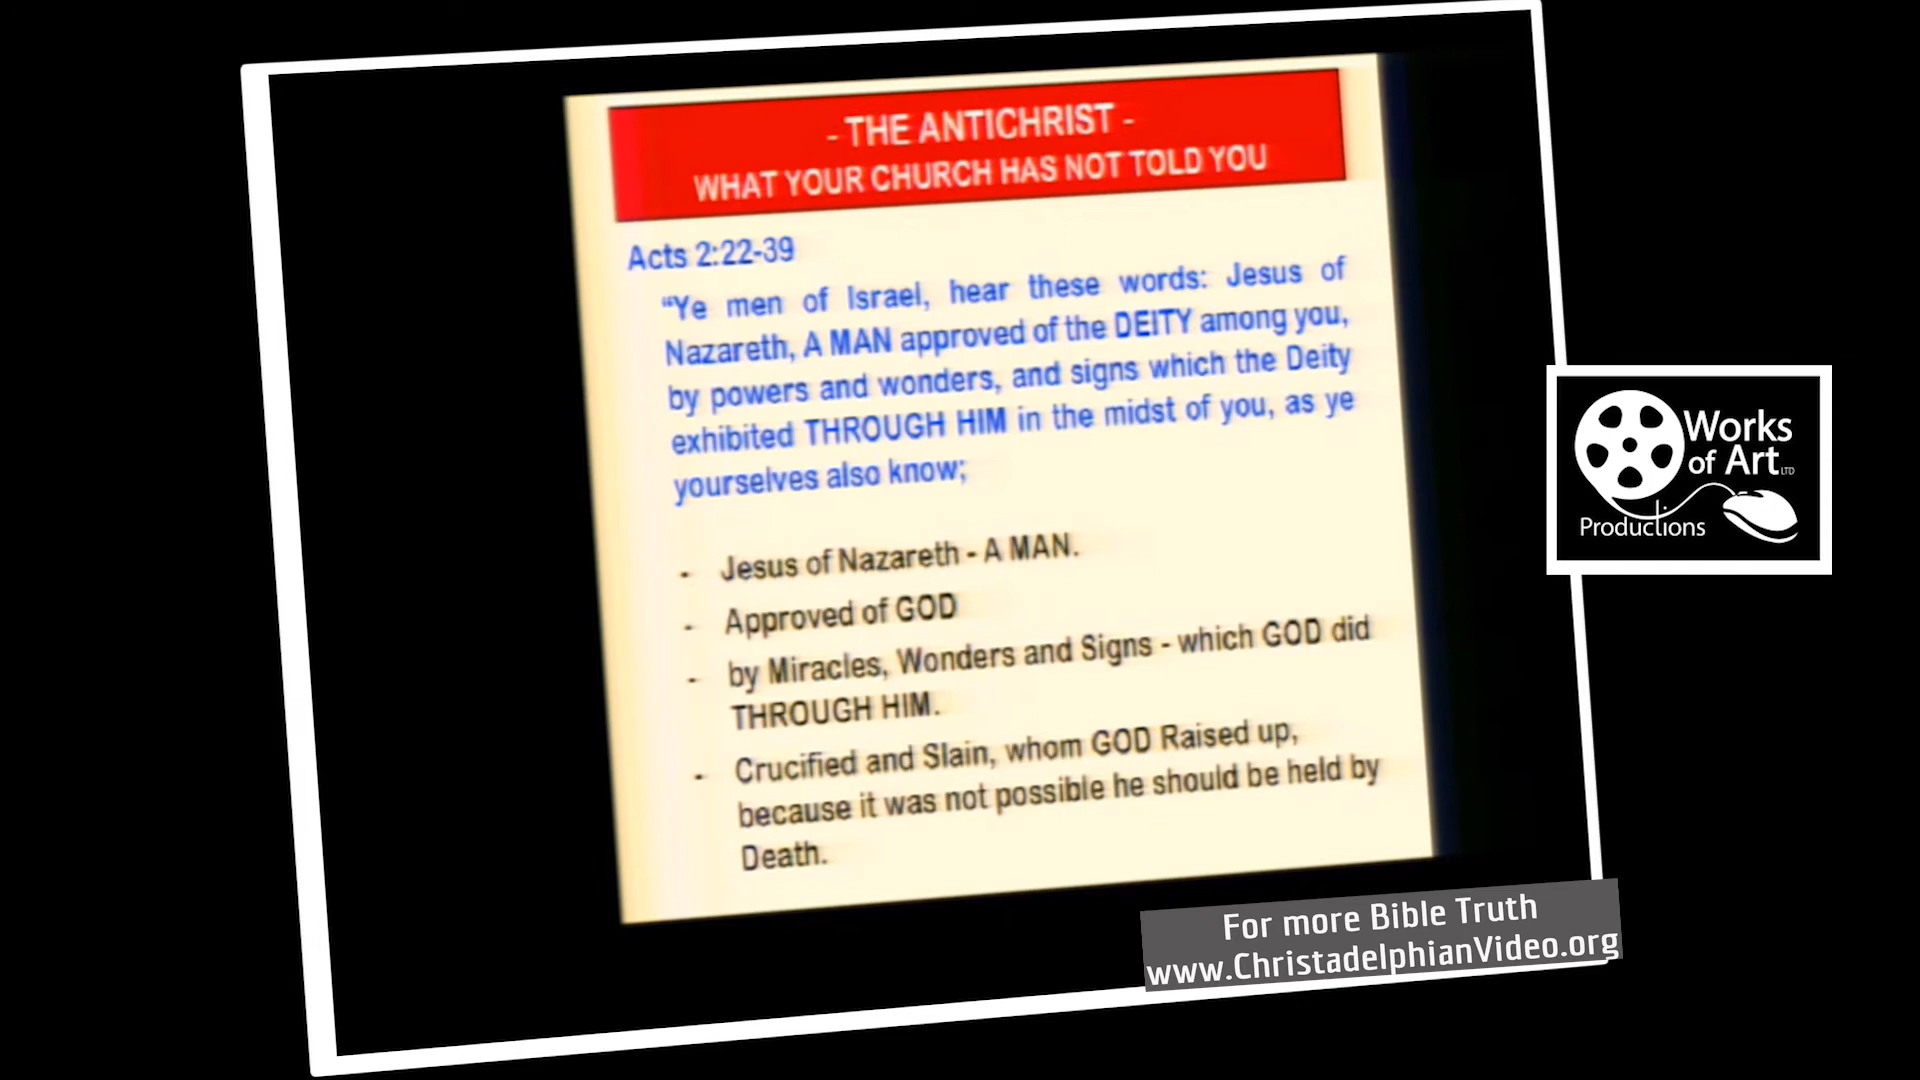 - THE ANTICHRIST -
WHAT YOUR CHURCH HAS NOT TOLD YOU
Acts 2:22-39
“Ye men of Israel, hear these words: Jesus of
Nazareth, A MAN approved of the DEITY among you,
by powers and wonders, and signs which the Deity
exhibited THROUGH HIM in the midst of you, as ye
yourselves also know;
- Jesus of Nazareth - A MAN.
- Approved of GOD
- by Miracles, Wonders and Signs - which GOD did
THROUGH HIM.
- Crucified and Slain, whom GOD Raised up,
because it was not possible he should be held by
Death.
Works
of Art LTD
Productions
For more Bible Truth
www.ChristadelphianVideo.org